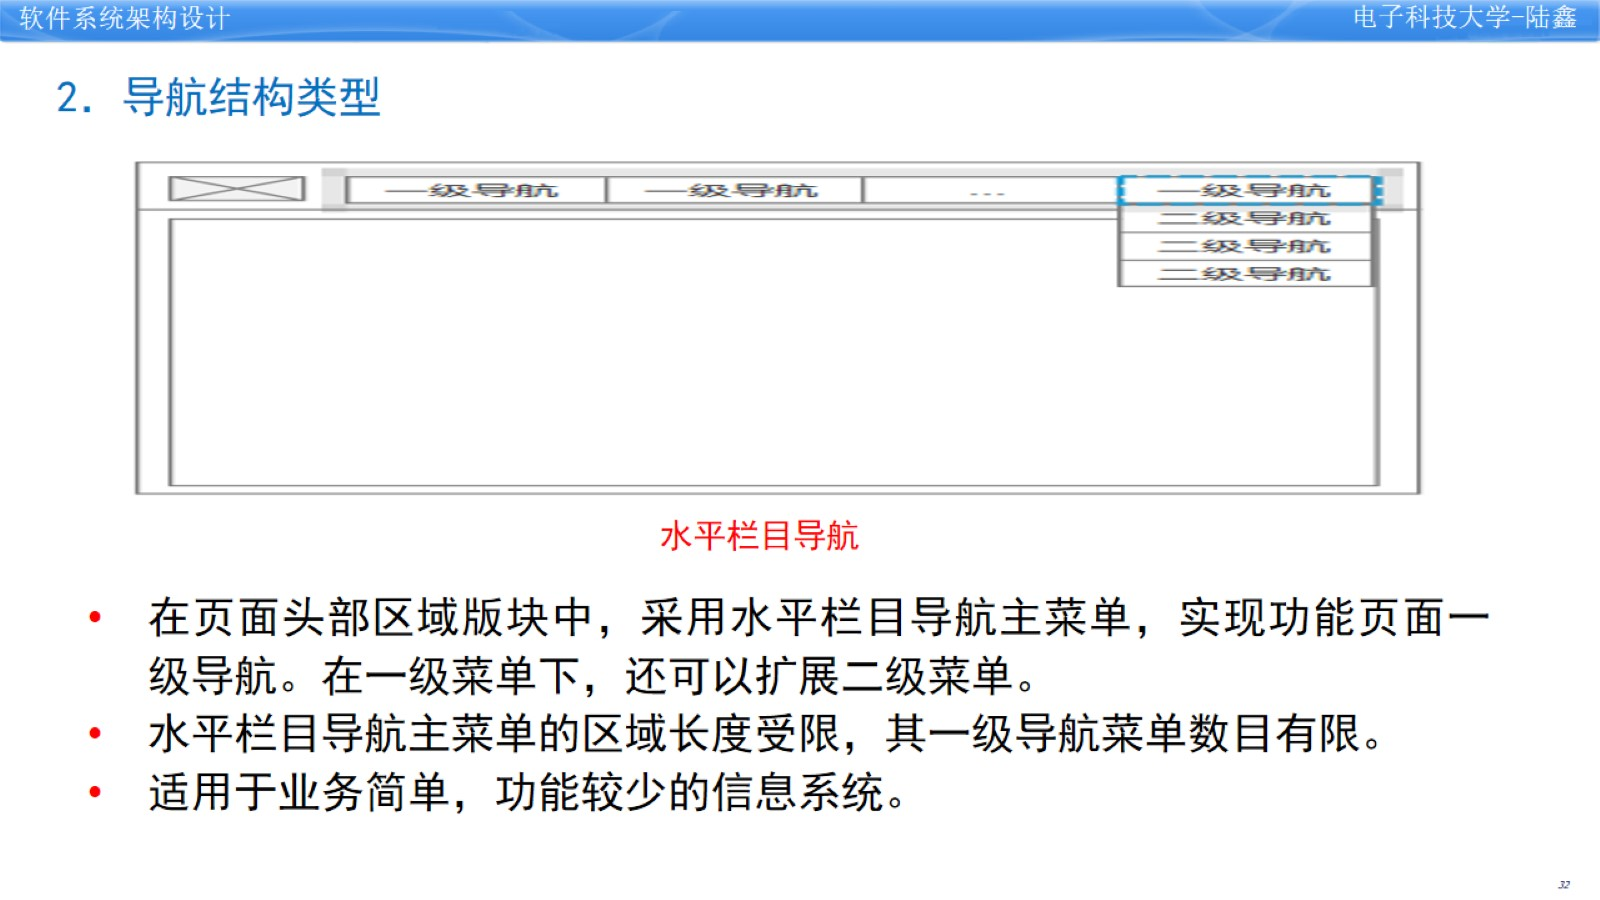 软件系统架构设计
电子科技大学-陆鑫
2. 导航结构类型
一级导航 一级导航 ... 一级导航
二级导航
二级导航
二级导航
水平栏目导航
• 在页面头部区域版块中，采用水平栏目导航主菜单，实现功能页面一
级导航。在一级菜单下，还可以扩展二级菜单。
• 水平栏目导航主菜单的区域长度受限，其一级导航菜单数目有限。
• 适用于业务简单，功能较少的信息系统。
32